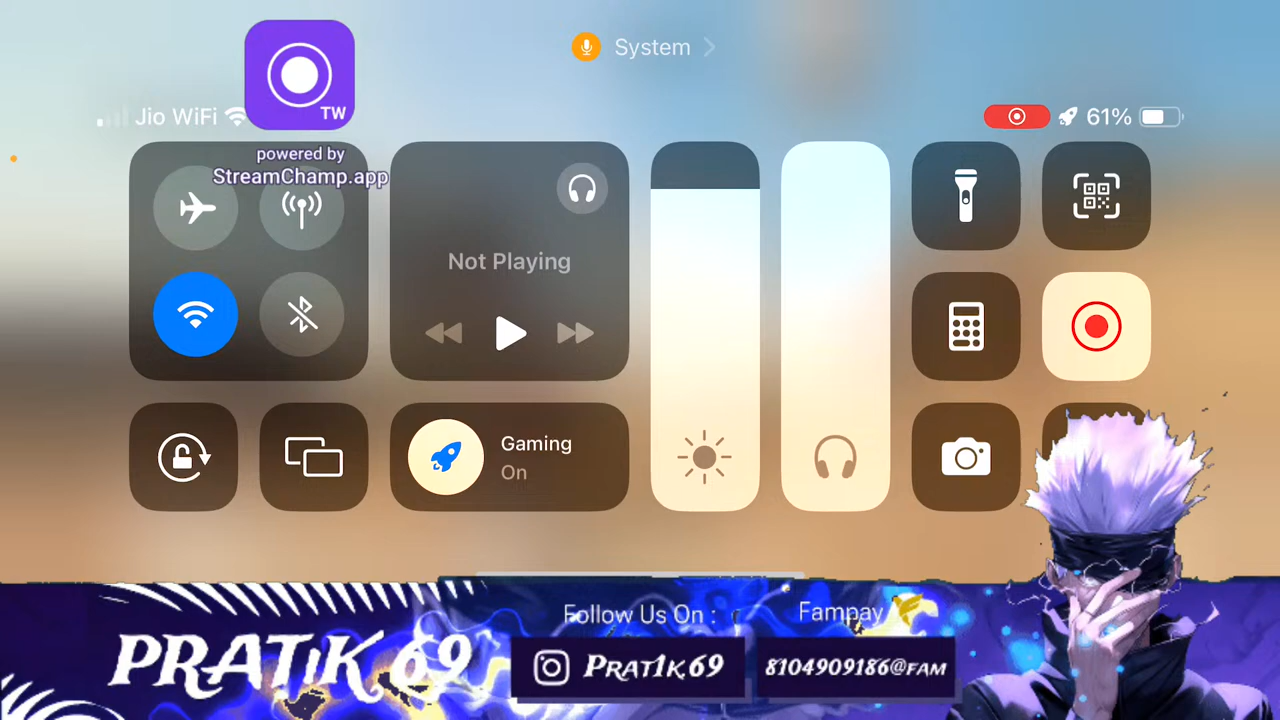 System
Jio WiFi
61%
TW
powered by
StreamChamp.app
Not Playing
Gaming
On
PRATiK 69
Follow Us On :
Fampay
PRAT1K69
8104909186@FAM